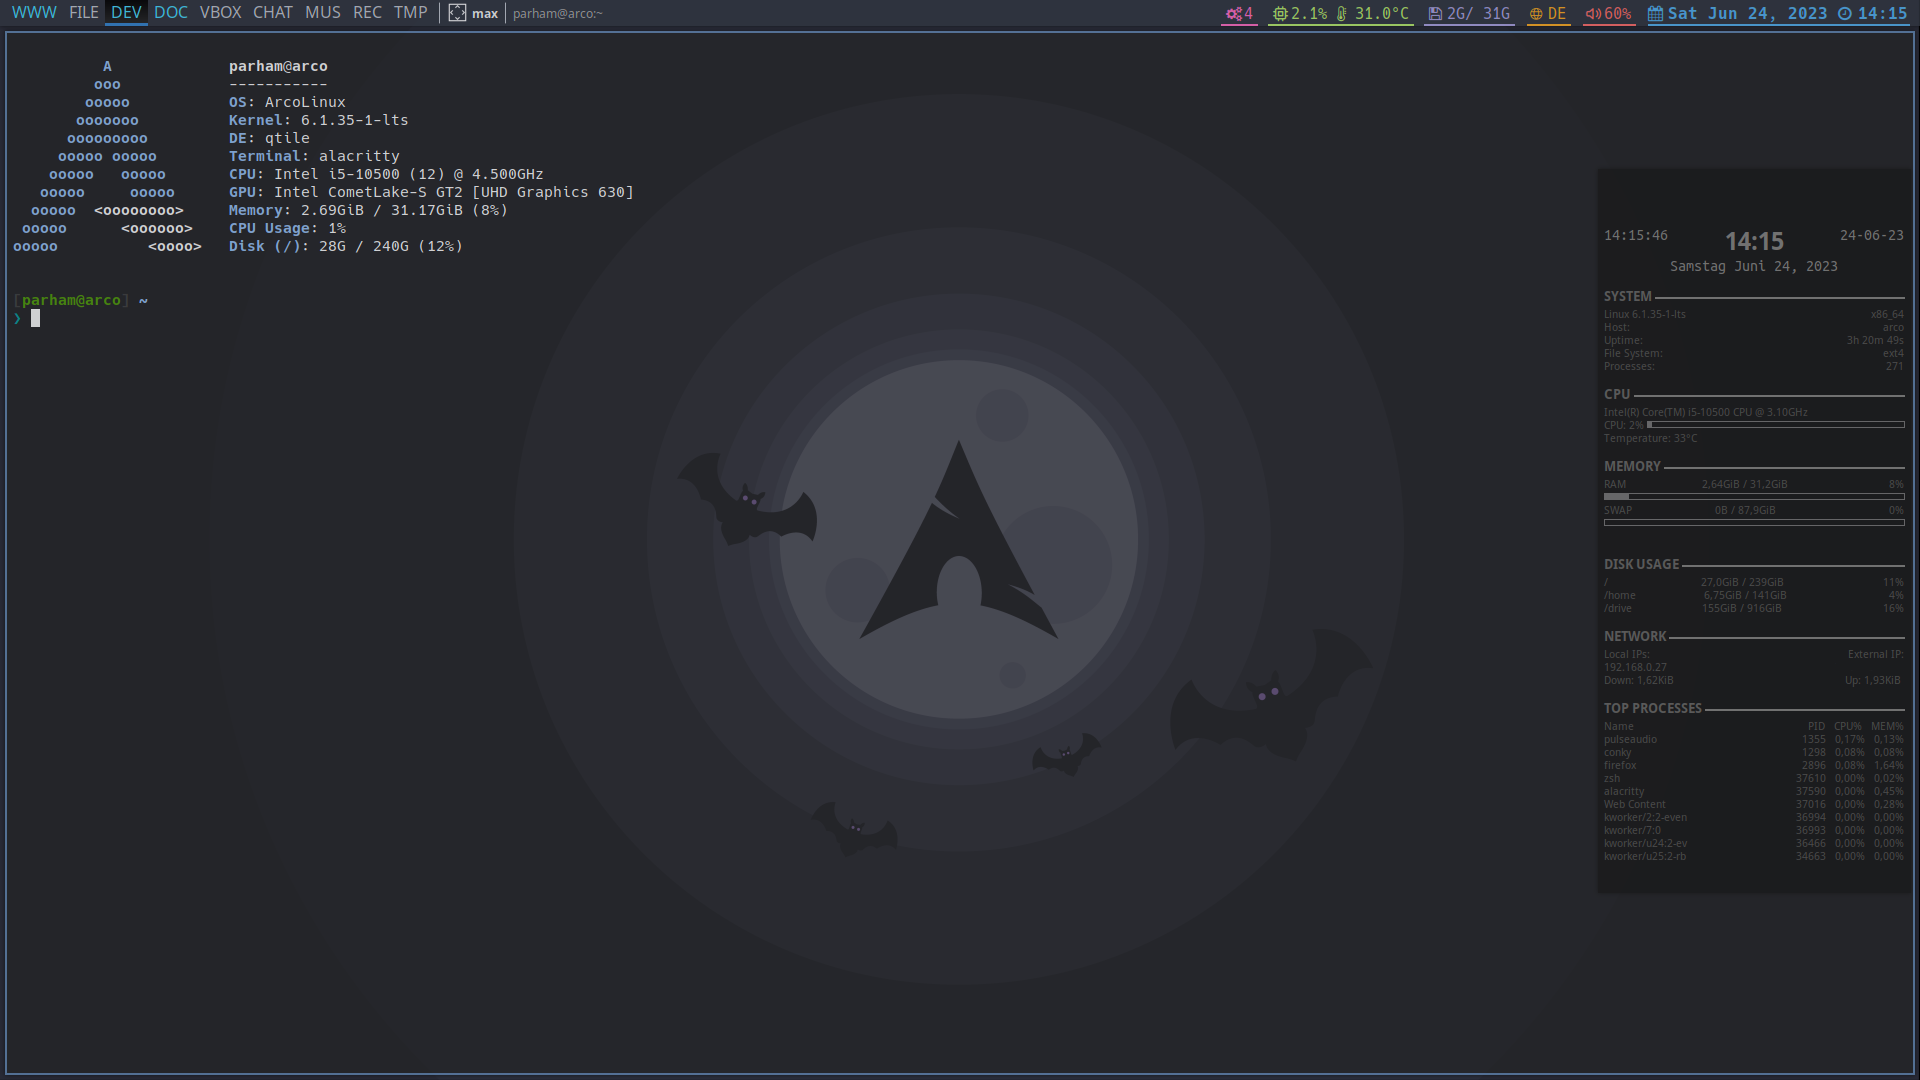 WWW FILE DEV DOC VBOX CHAT MUS REC TMP max parham@arco:~ 4 2.1% 31.0°C 2G/ 31G DE 60% Sat Jun 24, 2023 14:15
A
ooo
ooooo
ooooooo
ooooooooo
ooooo ooooo
ooooo ooooo
ooooo ooooo
ooooo <oooooooo>
ooooo <oooooo>
ooooo <oooo>
parham@arco
-----------
OS: ArcoLinux
Kernel: 6.1.35-1-lts
DE: qtile
Terminal: alacritty
CPU: Intel i5-10500 (12) @ 4.500GHz
GPU: Intel CometLake-S GT2 [UHD Graphics 630]
Memory: 2.69GiB / 31.17GiB (8%)
CPU Usage: 1%
Disk (/): 28G / 240G (12%)
[parham@arco] ~
❯
14:15:46 14:15 24-06-23
Samstag Juni 24, 2023
SYSTEM
Linux 6.1.35-1-lts x86_64
Host: arco
Uptime: 3h 20m 49s
File System: ext4
Processes: 271
CPU
Intel(R) Core(TM) i5-10500 CPU @ 3.10GHz
CPU: 2%
Temperature: 33°C
MEMORY
RAM 2,64GiB / 31,2GiB 8%
SWAP 0B / 87,9GiB 0%
DISK USAGE
/ 27,0GiB / 239GiB 11%
/home 6,75GiB / 141GiB 4%
/drive 155GiB / 916GiB 16%
NETWORK
Local IPs: External IP:
192.168.0.27
Down: 1,62KiB Up: 1,93KiB
TOP PROCESSES
Name PID CPU% MEM%
pulseaudio 1355 0,17% 0,13%
conky 1298 0,08% 0,08%
firefox 2896 0,08% 1,64%
zsh 37610 0,00% 0,02%
alacritty 37590 0,00% 0,45%
Web Content 37016 0,00% 0,28%
kworker/2:2-even 36994 0,00% 0,00%
kworker/7:0 36993 0,00% 0,00%
kworker/u24:2-ev 36466 0,00% 0,00%
kworker/u25:2-rb 34663 0,00% 0,00%